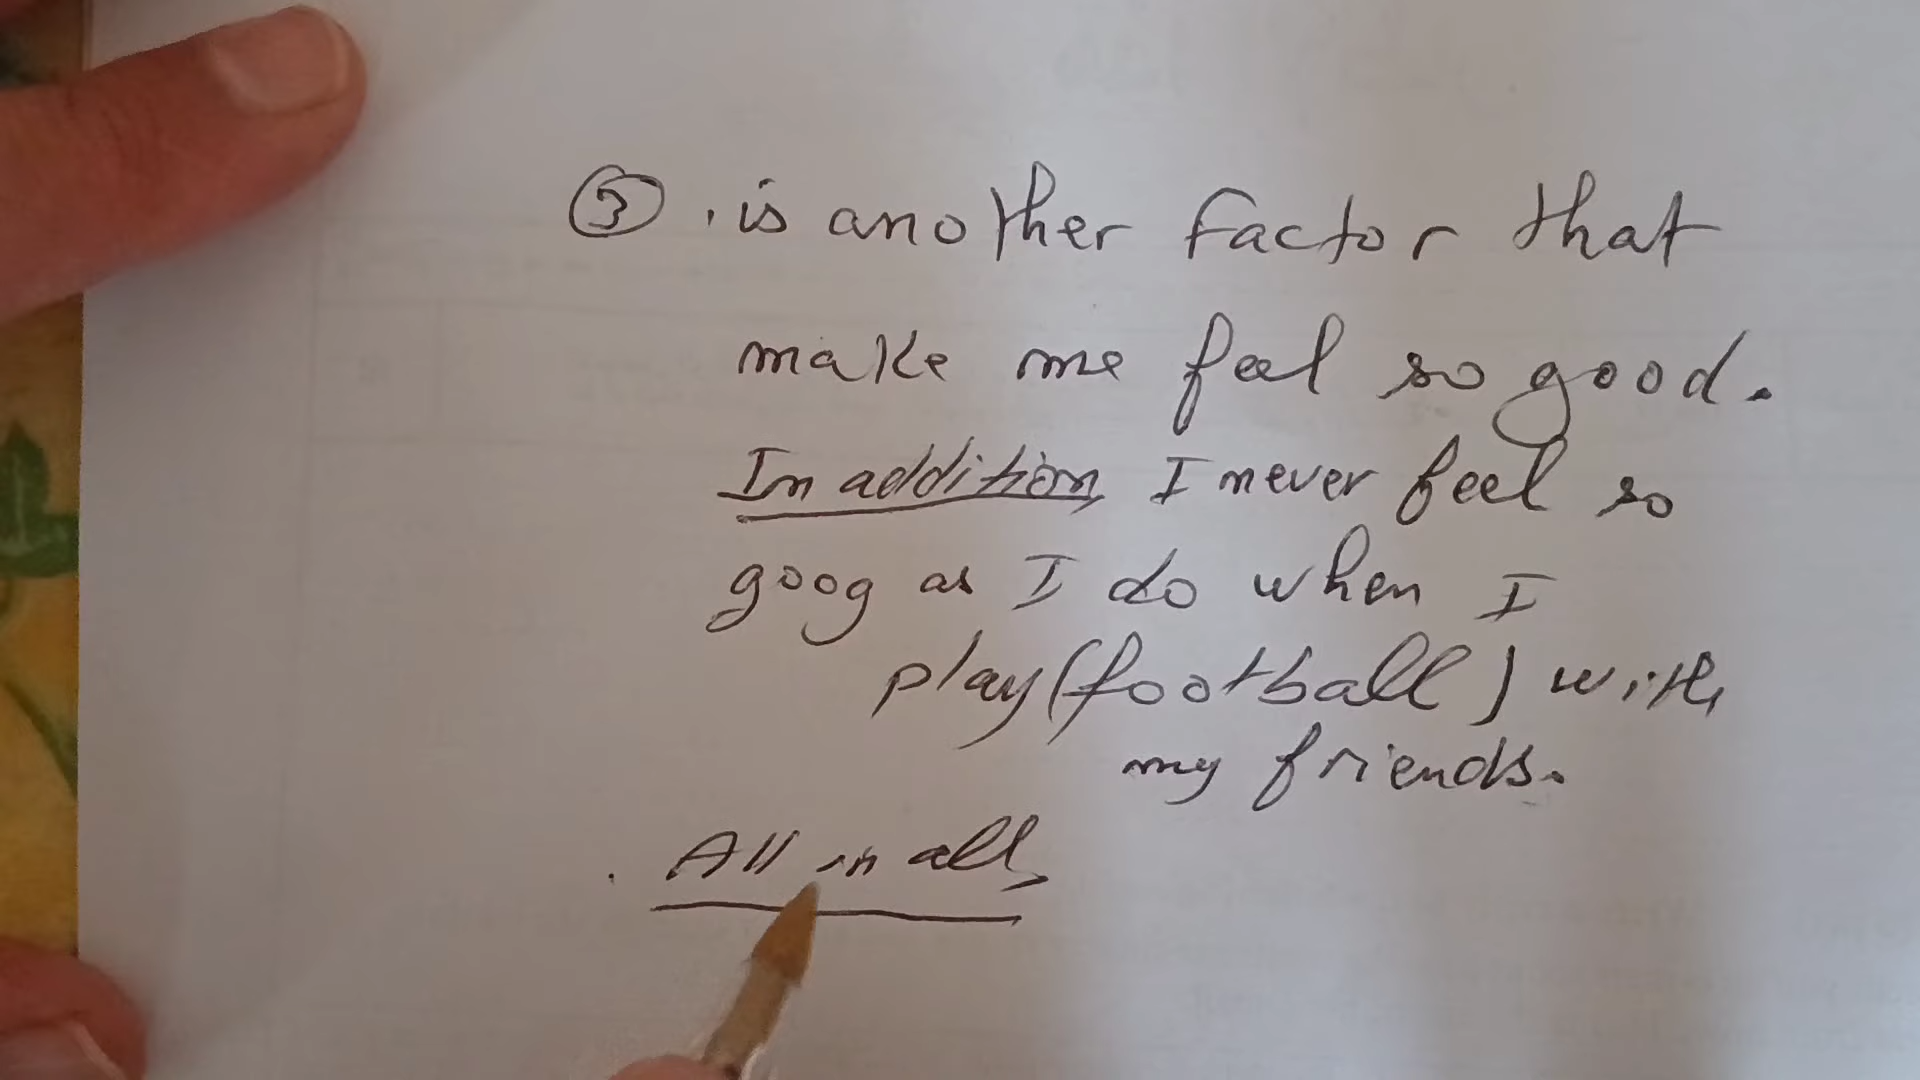 ③ . is another factor that
make me feel so good.
In addition, I never feel so
goog as I do when I
play (football) with
my friends.
. All in all,